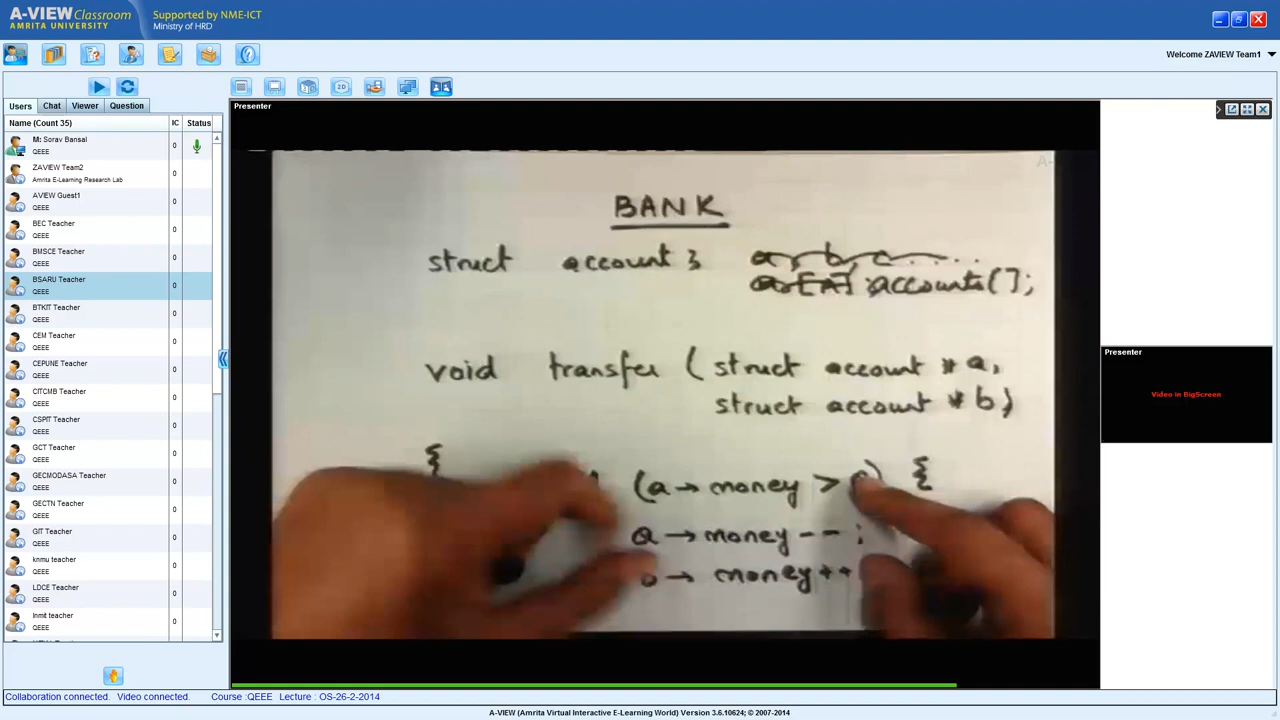 A-VIEW Classroom
AMRITA UNIVERSITY
Supported by NME-ICT
Ministry of HRD
Welcome ZAVIEW Team1
Users Chat Viewer Question
Name (Count 35) IC Status
M: Sorav Bansal 0
QEEE
ZAVIEW Team2 0
Amrita E-Learning Research Lab
AVIEW Guest1 0
QEEE
BEC Teacher 0
QEEE
BMSCE Teacher 0
QEEE
BSARU Teacher 0
QEEE
BTKIT Teacher 0
QEEE
CEM Teacher 0
QEEE
CEPUNE Teacher 0
QEEE
CITCMB Teacher 0
QEEE
CSPIT Teacher 0
QEEE
GCT Teacher 0
QEEE
GECMODASA Teacher 0
QEEE
GECTN Teacher 0
QEEE
GIT Teacher 0
QEEE
knmu teacher 0
QEEE
LDCE Teacher 0
QEEE
lnmit teacher 0
QEEE
Presenter
BANK
struct account; a, b, c ....
accounts[];
void transfer (struct account * a,
struct account * b)
{
(a → money > ) {
a → money -- ;
→ money ++
Presenter
Video in BigScreen
Collaboration connected. Video connected. Course :QEEE Lecture : OS-26-2-2014
A-VIEW (Amrita Virtual Interactive E-Learning World) Version 3.6.10624; © 2007-2014